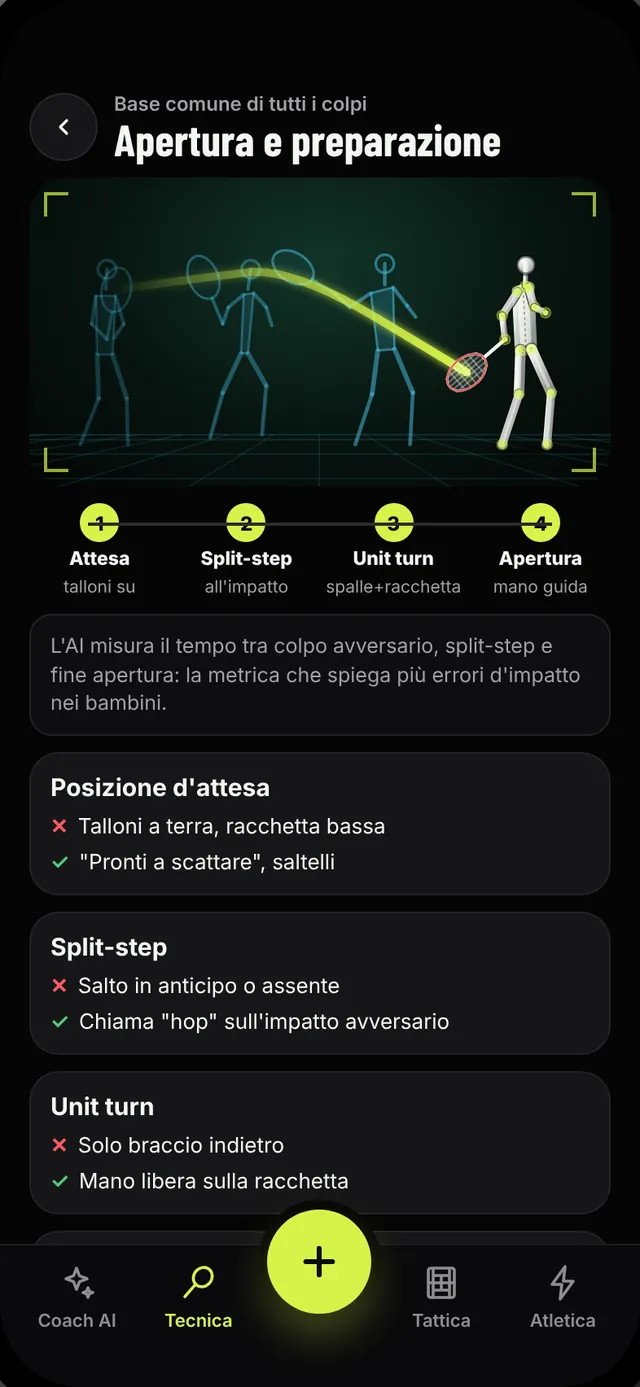 Base comune di tutti i colpi
Apertura e preparazione
1 2 3 4
Attesa Split-step Unit turn Apertura
talloni su all'impatto spalle+racchetta mano guida
L'AI misura il tempo tra colpo avversario, split-step e
fine apertura: la metrica che spiega più errori d'impatto
nei bambini.
Posizione d'attesa
✕ Talloni a terra, racchetta bassa
✓ "Pronti a scattare", saltelli
Split-step
✕ Salto in anticipo o assente
✓ Chiama "hop" sull'impatto avversario
Unit turn
✕ Solo braccio indietro
✓ Mano libera sulla racchetta
+
Coach AI Tecnica Tattica Atletica